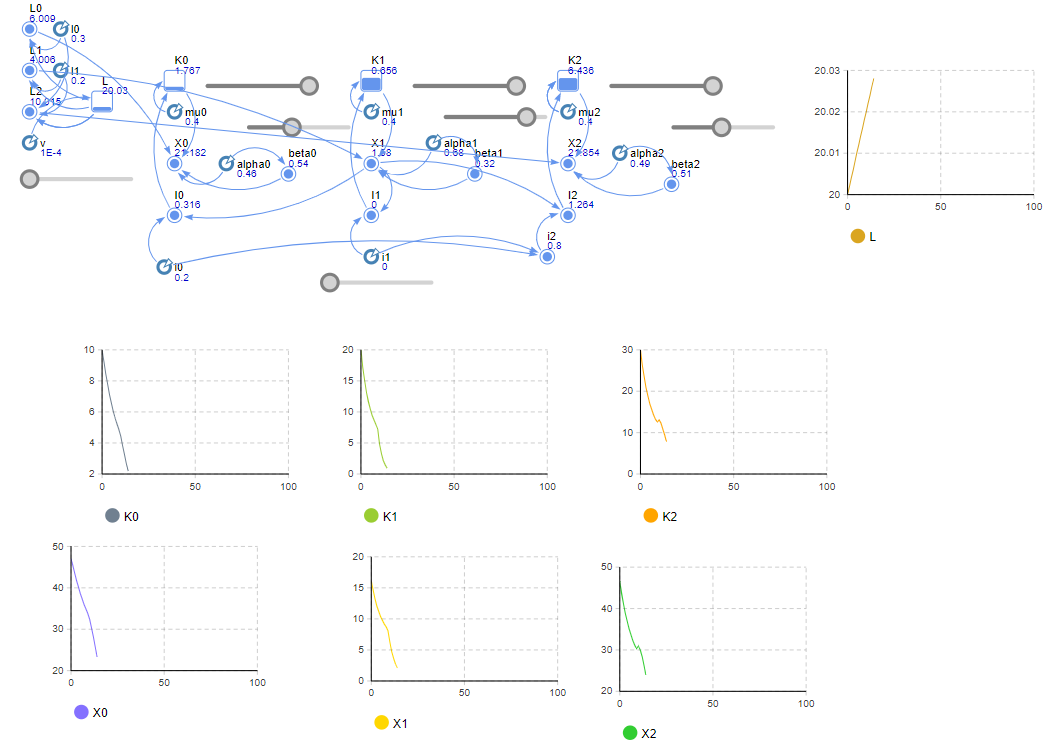 L0
6.009
l0
0.3
L1
4.006
l1
0.2
L2
L
20.03
v
1E-4
K0
1.767
mu0
0.4
X0
alpha0
0.46
beta0
0.54
I0
0.316
i0
0.2
K1
0.656
mu1
0.4
X1
1.58
alpha1
0.68
beta1
0.32
I1
0
i1
0
K2
6.436
mu2
0.4
X2
alpha2
0.49
beta2
0.51
I2
1.264
i2
0.8
20.03
20.02
20.01
20
0
50
100
L
10
8
6
4
2
0
50
100
K0
20
15
10
5
0
0
50
100
K1
30
20
10
0
0
50
100
K2
50
40
30
20
0
50
100
X0
20
15
10
5
0
0
50
100
X1
50
40
30
20
0
50
100
X2